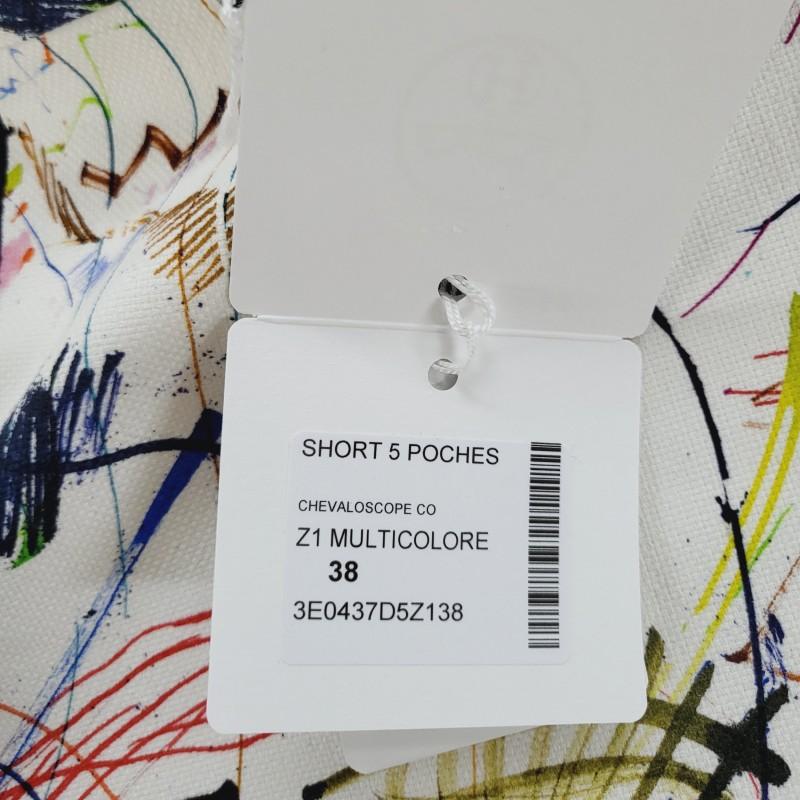 SHORT 5 POCHES
CHEVALOSCOPE CO
Z1 MULTICOLORE
38
3E0437D5Z138